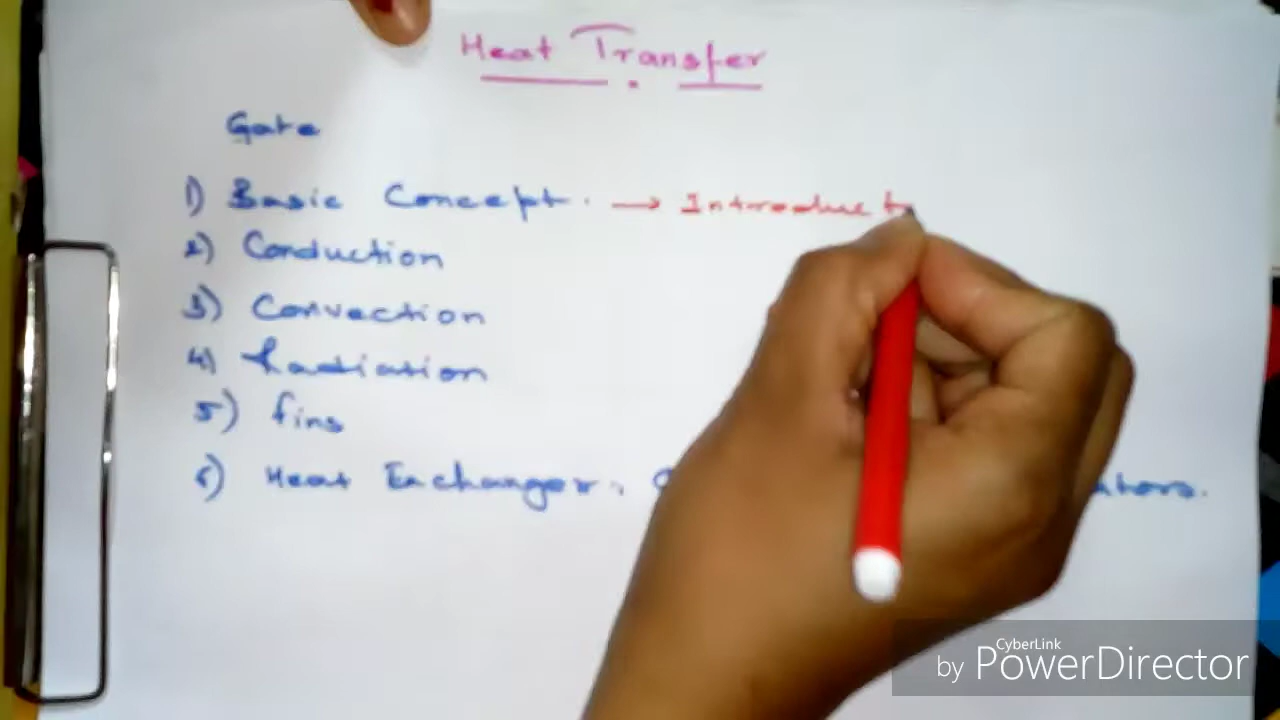 Heat Transfer
Gate
1) Basic Concept. → Introduct
2) Conduction
3) Convection
4) Radiation
5) fins
6) Heat Exchanger.
CyberLink
by PowerDirector